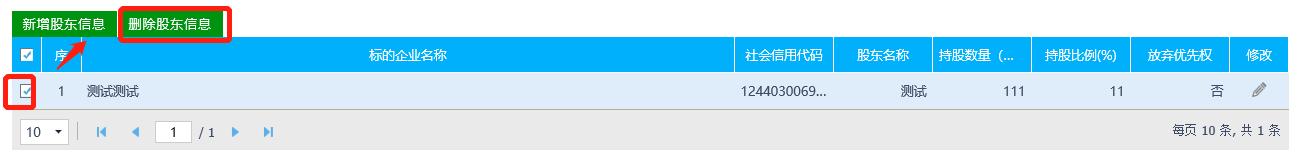 新增股东信息 删除股东信息
序 标的企业名称 社会信用代码 股东名称 持股数量（... 持股比例(%) 放弃优先权 修改
1 测试测试 1244030069... 测试 111 11 否
10 1 / 1 每页 10 条, 共 1 条